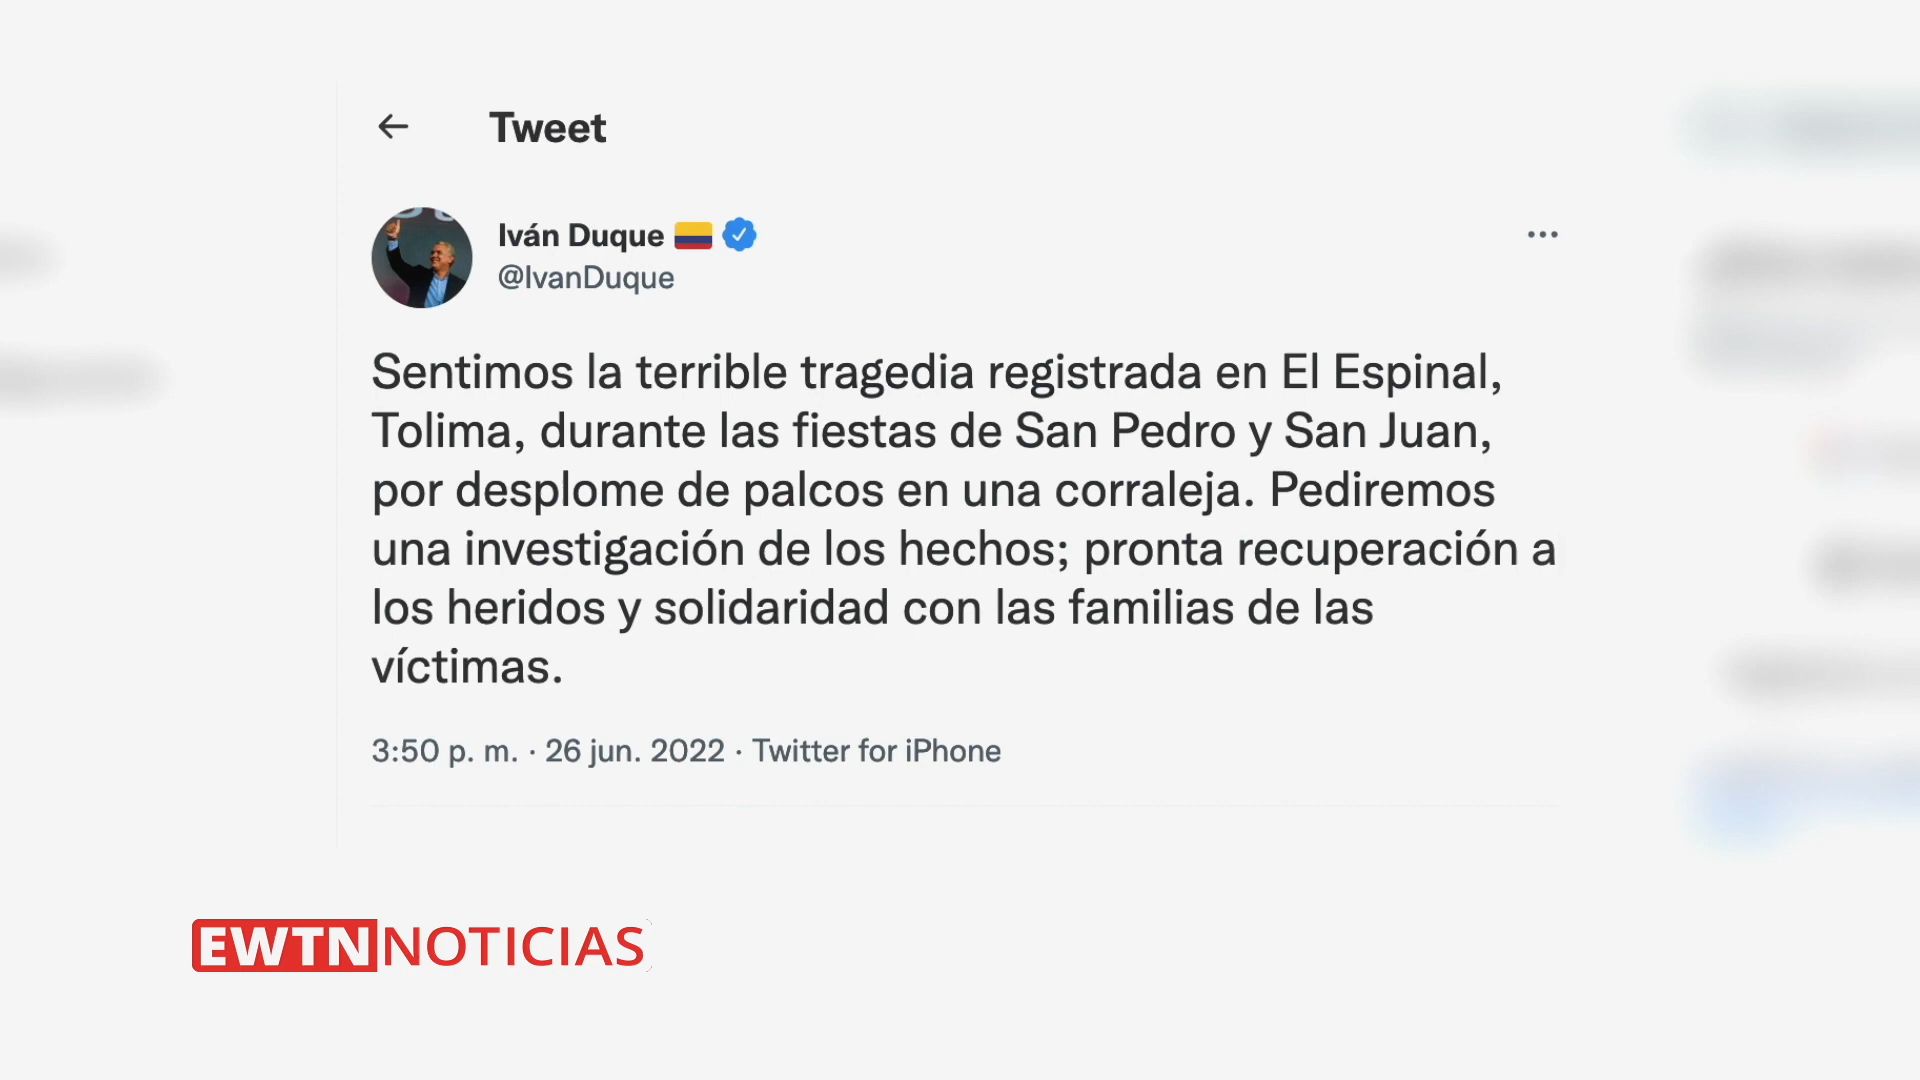 Tweet
Iván Duque
@IvanDuque
Sentimos la terrible tragedia registrada en El Espinal,
Tolima, durante las fiestas de San Pedro y San Juan,
por desplome de palcos en una corraleja. Pediremos
una investigación de los hechos; pronta recuperación a
los heridos y solidaridad con las familias de las
víctimas.
3:50 p. m. · 26 jun. 2022 · Twitter for iPhone
EWTN NOTICIAS